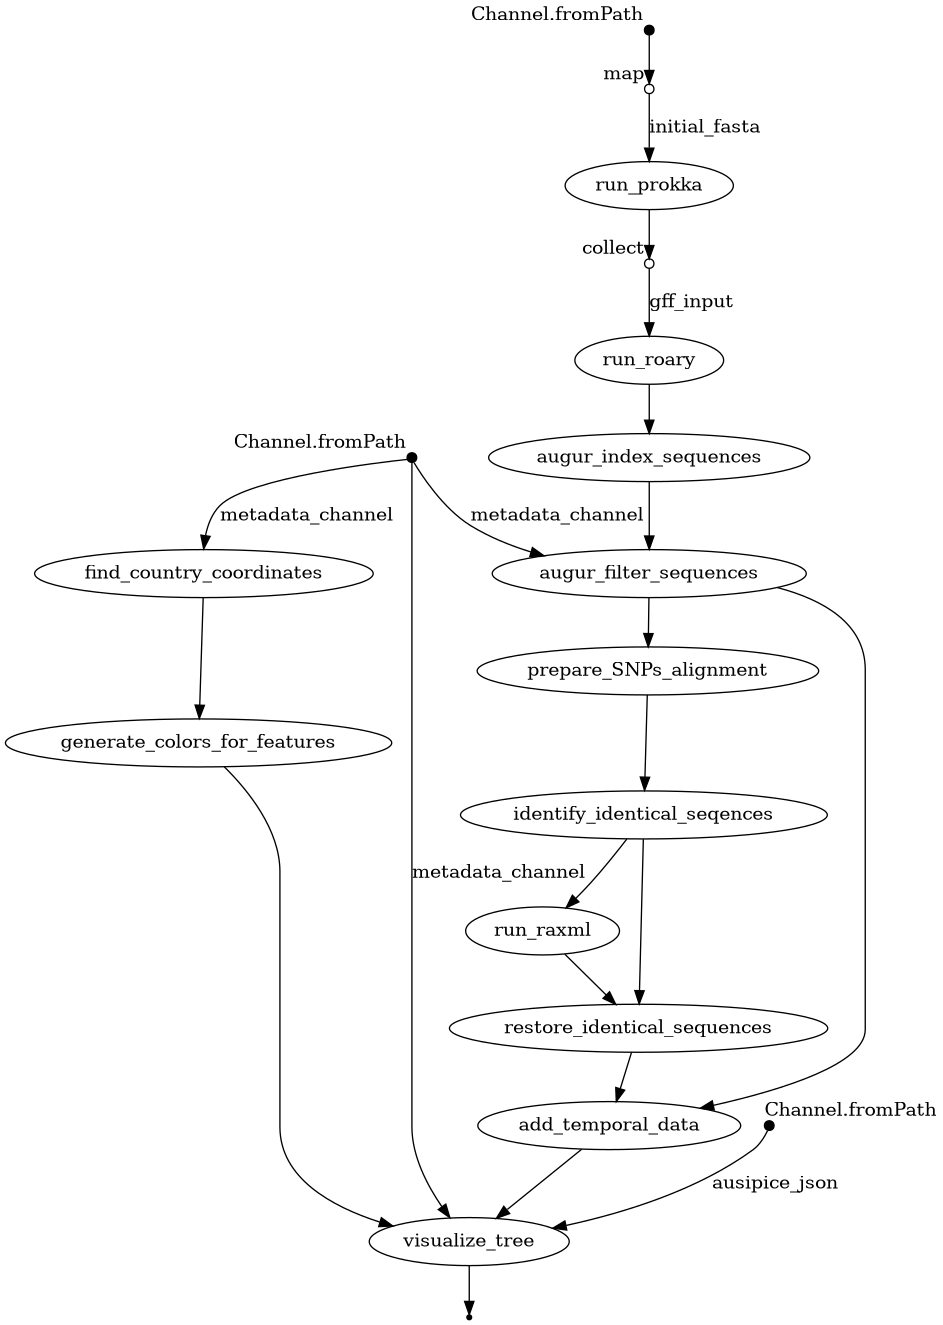 Channel.fromPath
map
initial_fasta
run_prokka
collect
gff_input
run_roary
Channel.fromPath
augur_index_sequences
metadata_channel
metadata_channel
find_country_coordinates
augur_filter_sequences
prepare_SNPs_alignment
generate_colors_for_features
identify_identical_seqences
metadata_channel
run_raxml
restore_identical_sequences
Channel.fromPath
add_temporal_data
ausipice_json
visualize_tree